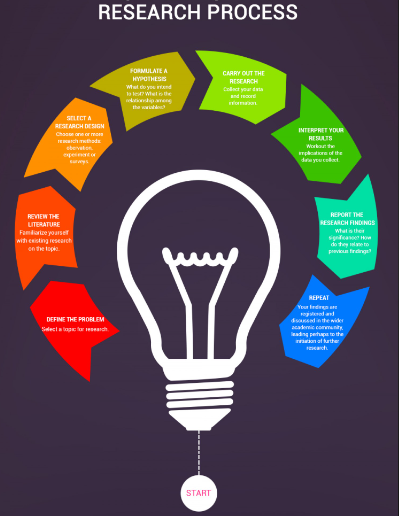 RESEARCH PROCESS
DEFINE THE PROBLEM
Select a topic for research.
REVIEW THE
LITERATURE
Familiarize yourself
with existing research
on the topic.
SELECT A
RESEARCH DESIGN
Choose one or more
research methods:
obervation,
experiment or
surveys.
FORMULATE A
HYPOTHESIS
What do you intend
to test? What is the
relationship among
the variables?
CARRY OUT THE
RESEARCH
Collect your data
and record
information.
INTERPRET YOUR
RESULTS
Workout the
implications of the
data you collect.
REPORT THE
RESEARCH FINDINGS
What is their
significance? How
do they relate to
previous findings?
REPEAT
Your findings are
registered and
discussed in the wider
academic community,
leading perhaps to the
initiation of further
research.
START